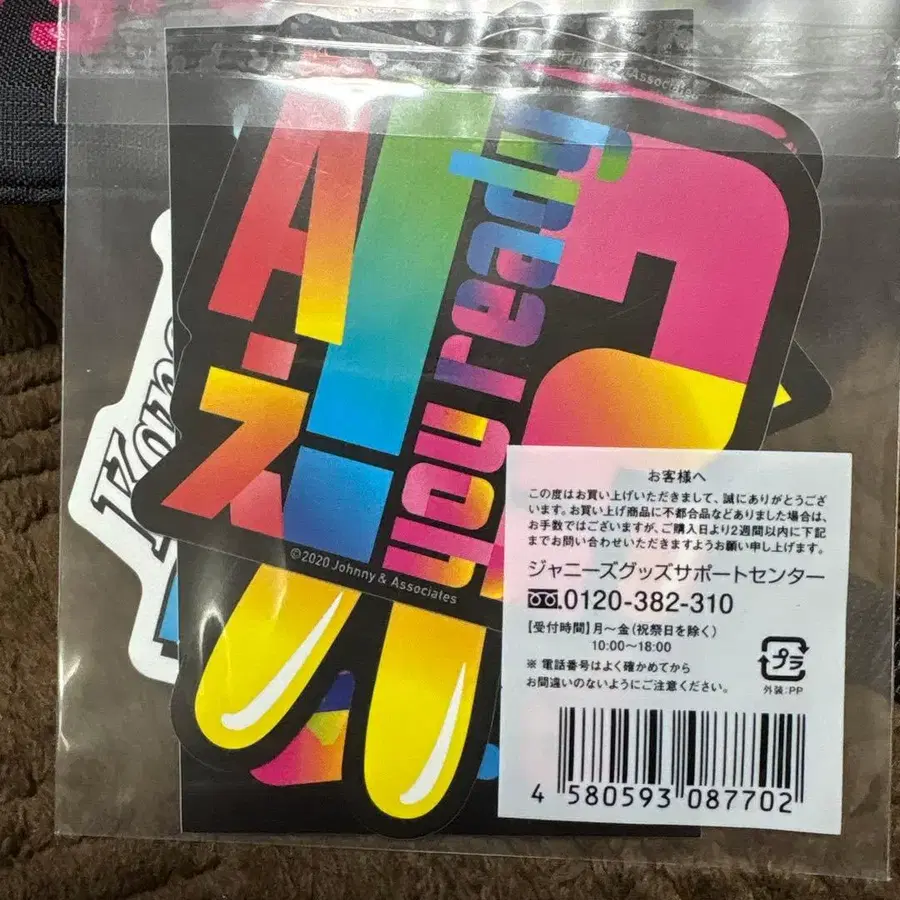 & Associates
you ready?
©2020 Johnny & Associates
お客様へ
この度はお買い上げいただきまして、誠にありがとうござ
います。お買い上げ商品に不都合品などありました場合は、
お手数ではございますが、ご購入日より2週間以内に下記
までお問い合わせいただきますようお願い申し上げます。
ジャニーズグッズサポートセンター
0120-382-310
【受付時間】月〜金(祝祭日を除く)
10:00〜18:00
※ 電話番号はよく確かめてから
お間違いのないようにご注意ください。
プラ
外装:PP
4 580593 087702